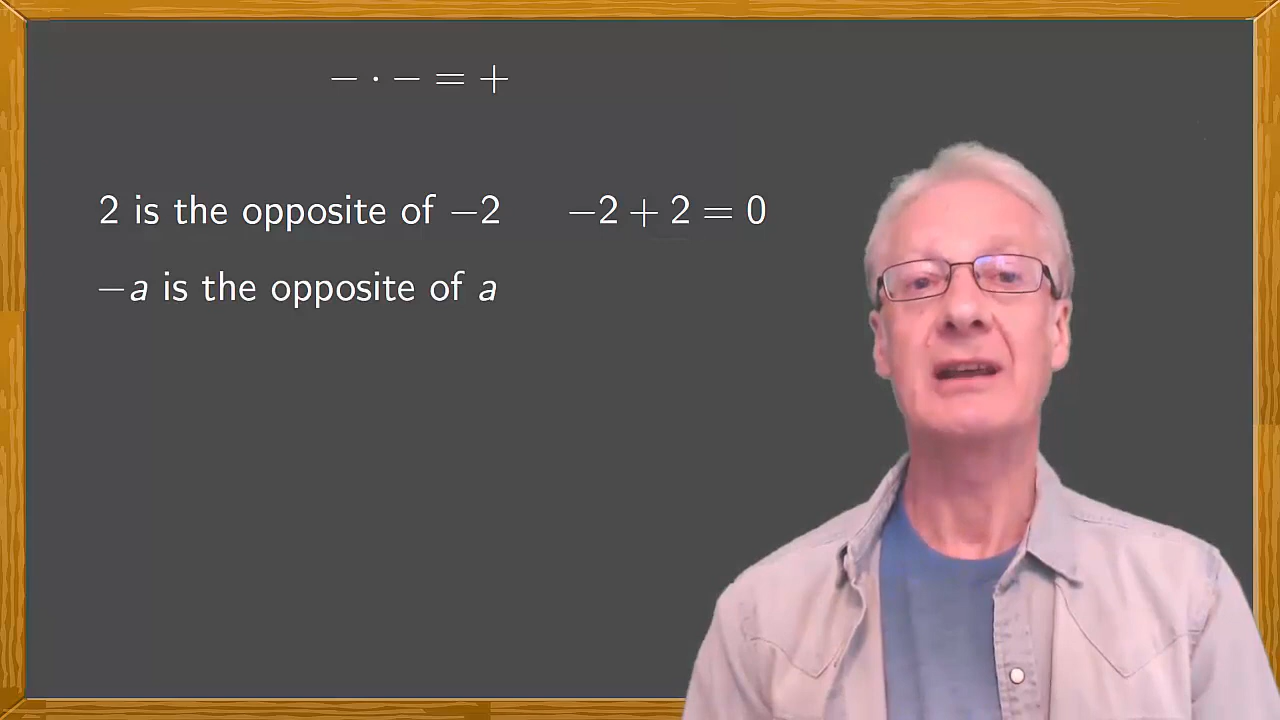 − · − = +
2 is the opposite of −2 −2 + 2 = 0
−a is the opposite of a